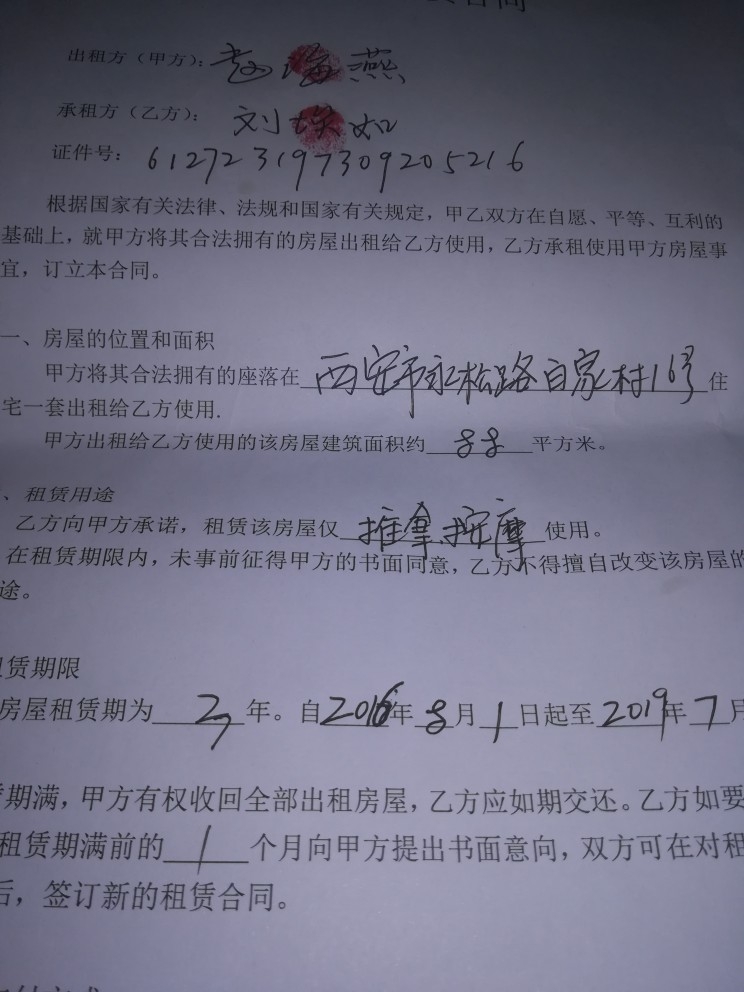 出租方（甲方）：赵海燕
承租方（乙方）：刘埃如
证件号：612723197309205216
根据国家有关法律、法规和国家有关规定，甲乙双方在自愿、平等、互利的
基础上，就甲方将其合法拥有的房屋出租给乙方使用，乙方承租使用甲方房屋事
宜，订立本合同。
一、房屋的位置和面积
甲方将其合法拥有的座落在西安市永松路白家村16号住
宅一套出租给乙方使用.
甲方出租给乙方使用的该房屋建筑面积约88平方米。
、租赁用途
乙方向甲方承诺，租赁该房屋仅推拿按摩使用。
在租赁期限内，未事前征得甲方的书面同意，乙方不得擅自改变该房屋的
途。
租赁期限
房屋租赁期为3年。自2016年8月1日起至2019年7月
期满，甲方有权收回全部出租房屋，乙方应如期交还。乙方如要
租赁期满前的1个月向甲方提出书面意向，双方可在对租
后，签订新的租赁合同。